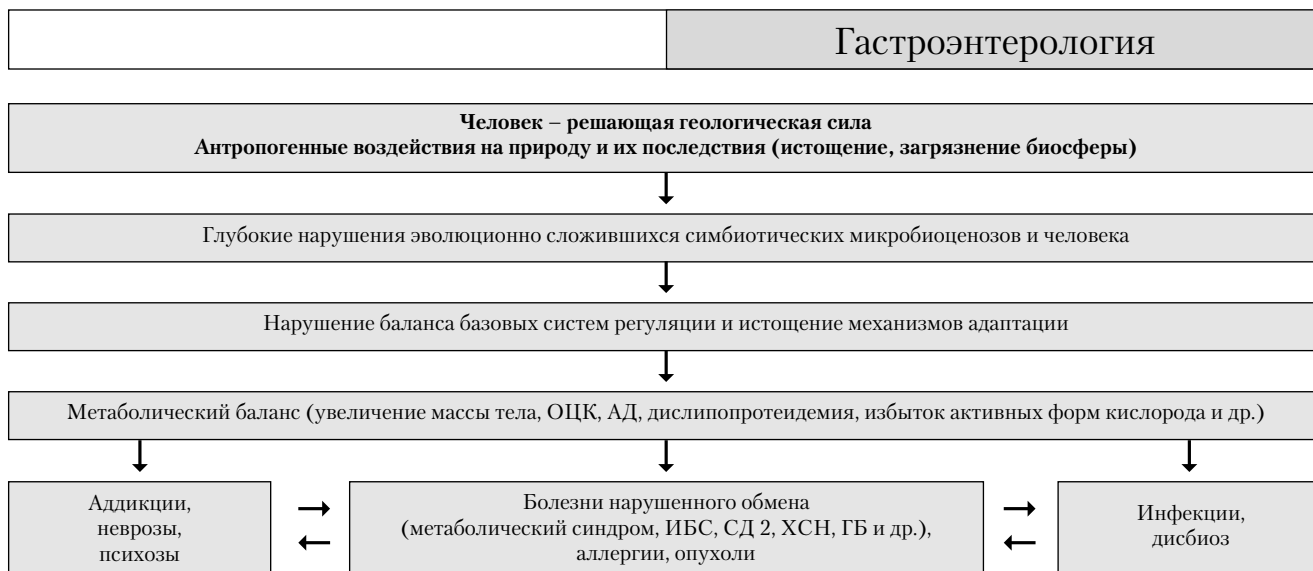 Гастроэнтерология
Человек – решающая геологическая сила
Антропогенные воздействия на природу и их последствия (истощение, загрязнение биосферы)
Глубокие нарушения эволюционно сложившихся симбиотических микробиоценозов и человека
Нарушение баланса базовых систем регуляции и истощение механизмов адаптации
Метаболический баланс (увеличение массы тела, ОЦК, АД, дислипопротеидемия, избыток активных форм кислорода и др.)
Аддикции,
неврозы,
психозы
Болезни нарушенного обмена
(метаболический синдром, ИБС, СД 2, ХСН, ГБ и др.),
аллергии, опухоли
Инфекции,
дисбиоз